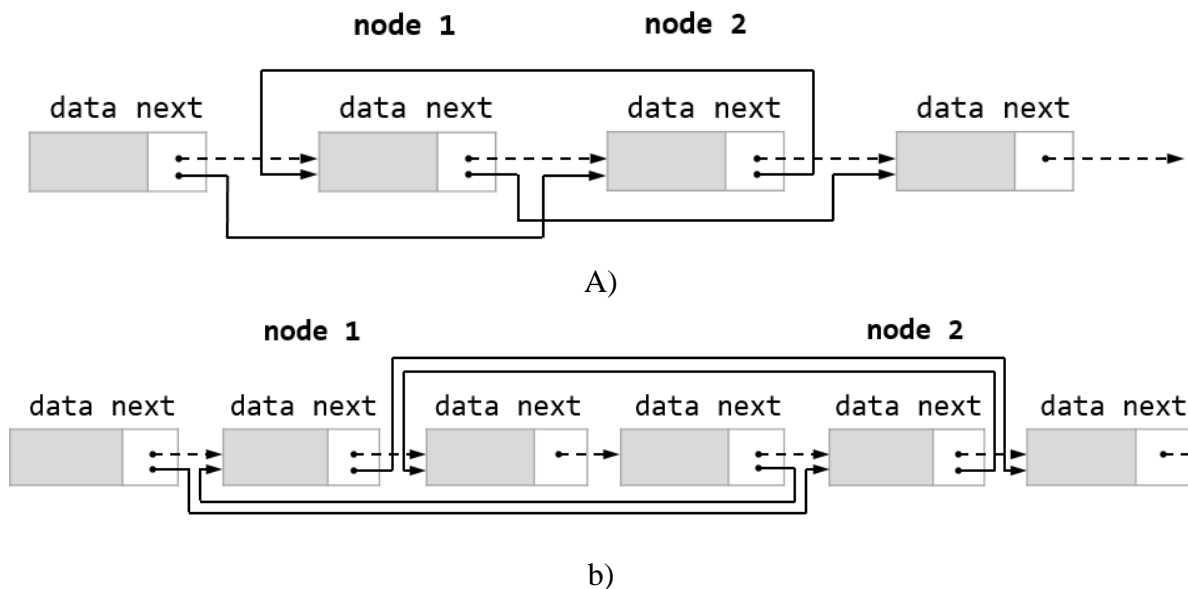 node 1 node 2
data next data next data next data next
A)
node 1 node 2
data next data next data next data next data next data next
b)